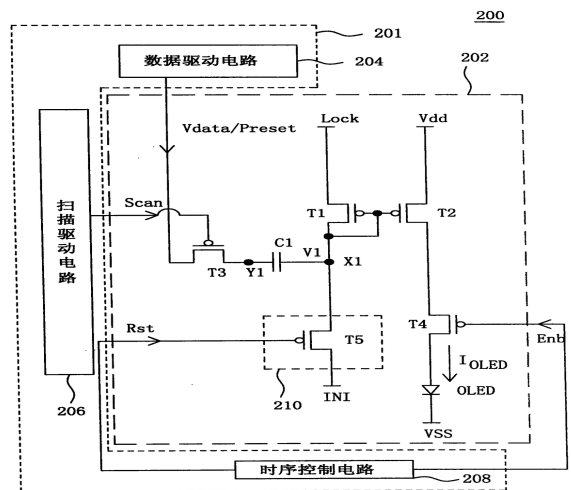 200
201
数据驱动电路
204
202
Vdata/Preset
Lock
Vdd
扫描驱动电路
Scan
T1
T2
C1
V1
T3
Y1
X1
Rst
T5
T4
Enb
I OLED
210
INI
OLED
206
VSS
时序控制电路
208